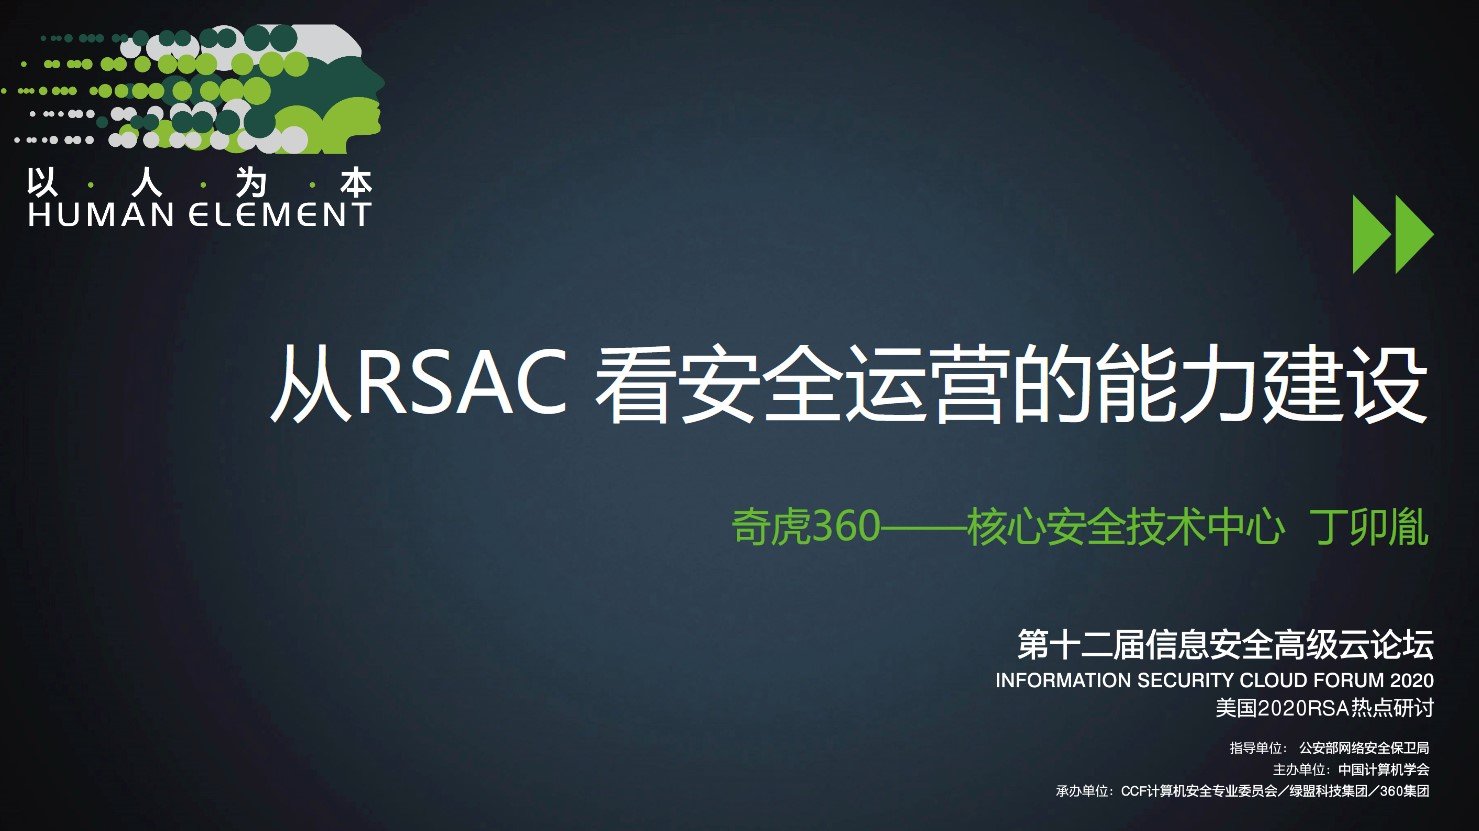 以·人·为·本
HUMAN ELEMENT
从RSAC 看安全运营的能力建设
奇虎360——核心安全技术中心 丁卯胤
第十二届信息安全高级云论坛
INFORMATION SECURITY CLOUD FORUM 2020
美国2020RSA热点研讨
指导单位： 公安部网络安全保卫局
主办单位：中国计算机学会
承办单位：CCF计算机安全专业委员会／绿盟科技集团／360集团